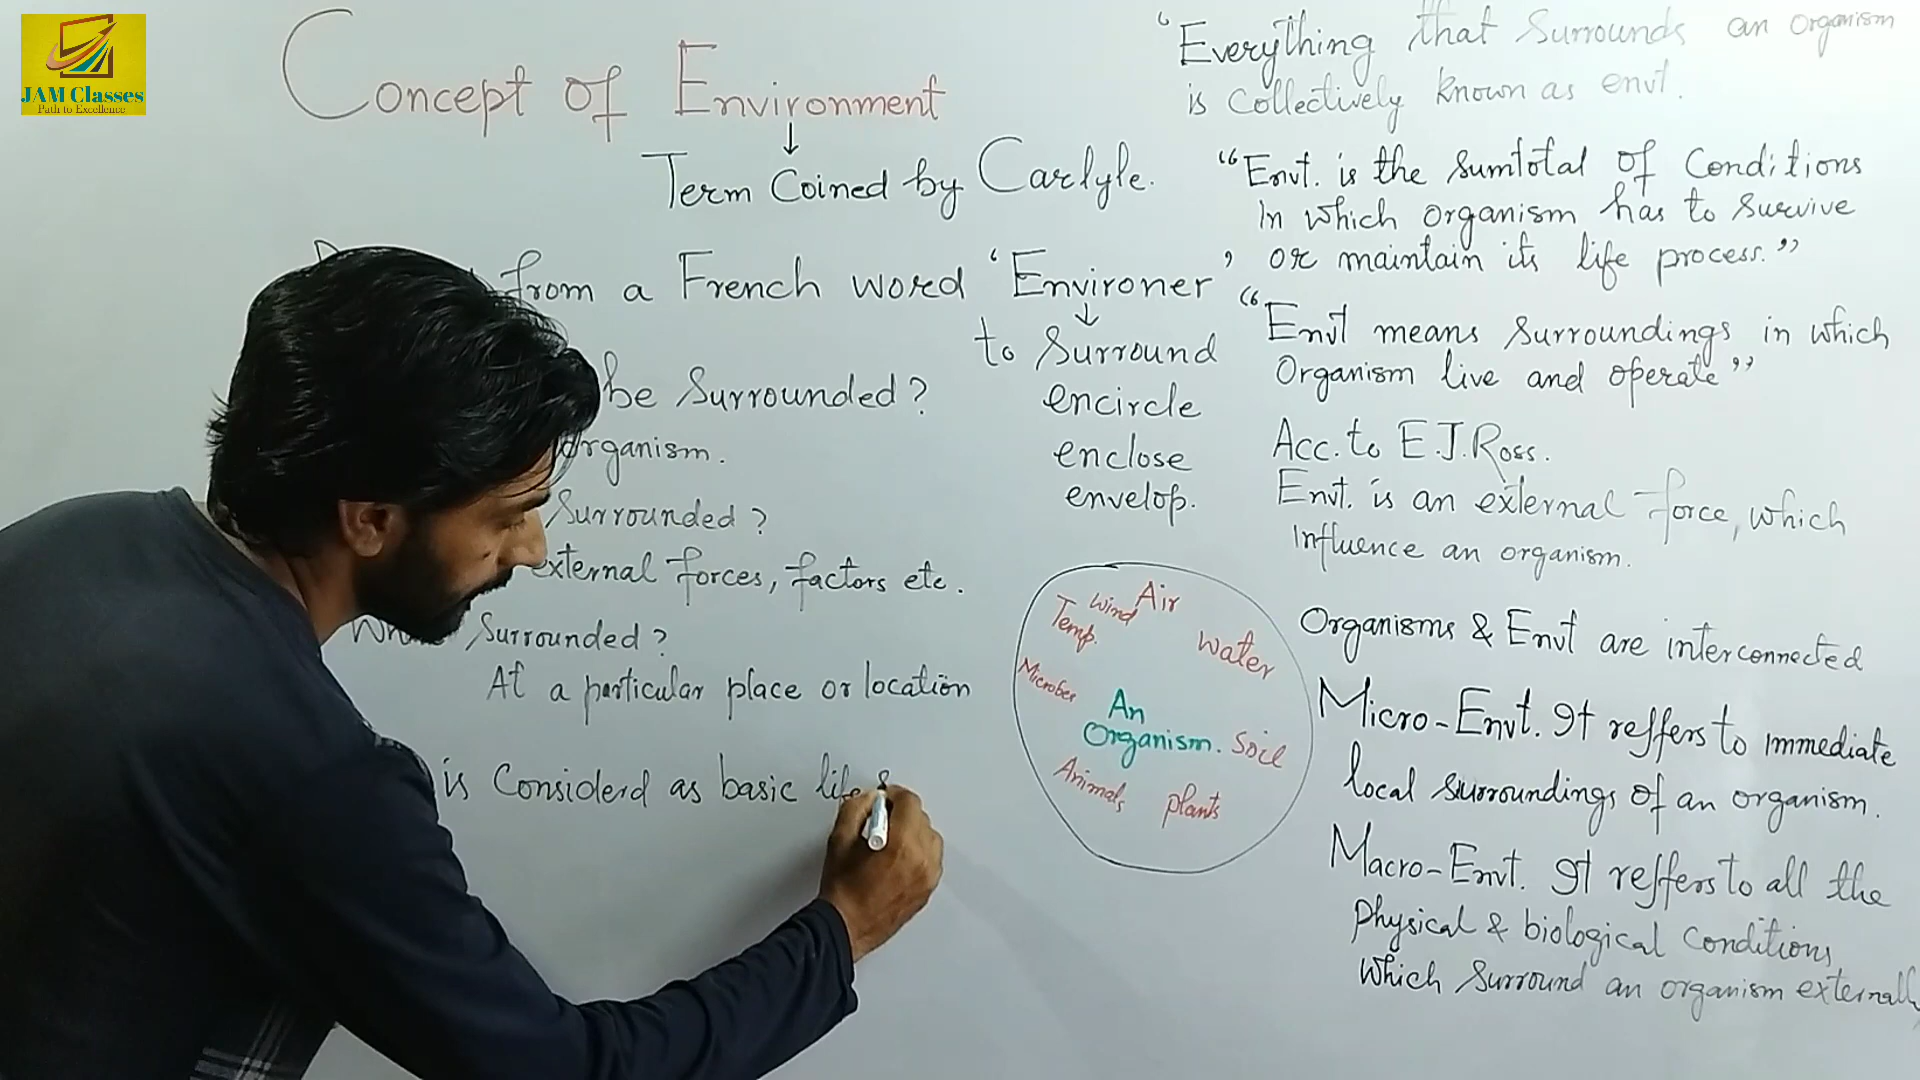 JAM Classes
Path to Excellence
Concept of Environment
Term Coined by Carlyle.
from a French word 'Environer'
to Surround
encircle
enclose
envelop.
be Surrounded?
organism.
Surrounded?
external forces, factors etc.
Surrounded?
At a particular place or location
is Considerd as basic life
"Everything that Surrounds an organism
is Collectively known as envt.
"Envt. is the Sumtotal of Conditions
In which organism has to Survive
or maintain its life process."
"Envt means Surroundings in which
Organism live and operate"
Acc. to E.J. Ross.
Envt. is an external force, which
Influence an organism.
Wind Air
Temp.
Water
Microbes
An
Organism.
Soil
Animals
plants
Organisms & Envt are interconnected
Micro-Envt. It reffers to immediate
local surroundings of an organism.
Macro-Envt. It reffers to all the
Physical & biological Conditions
Which Surround an organism externally